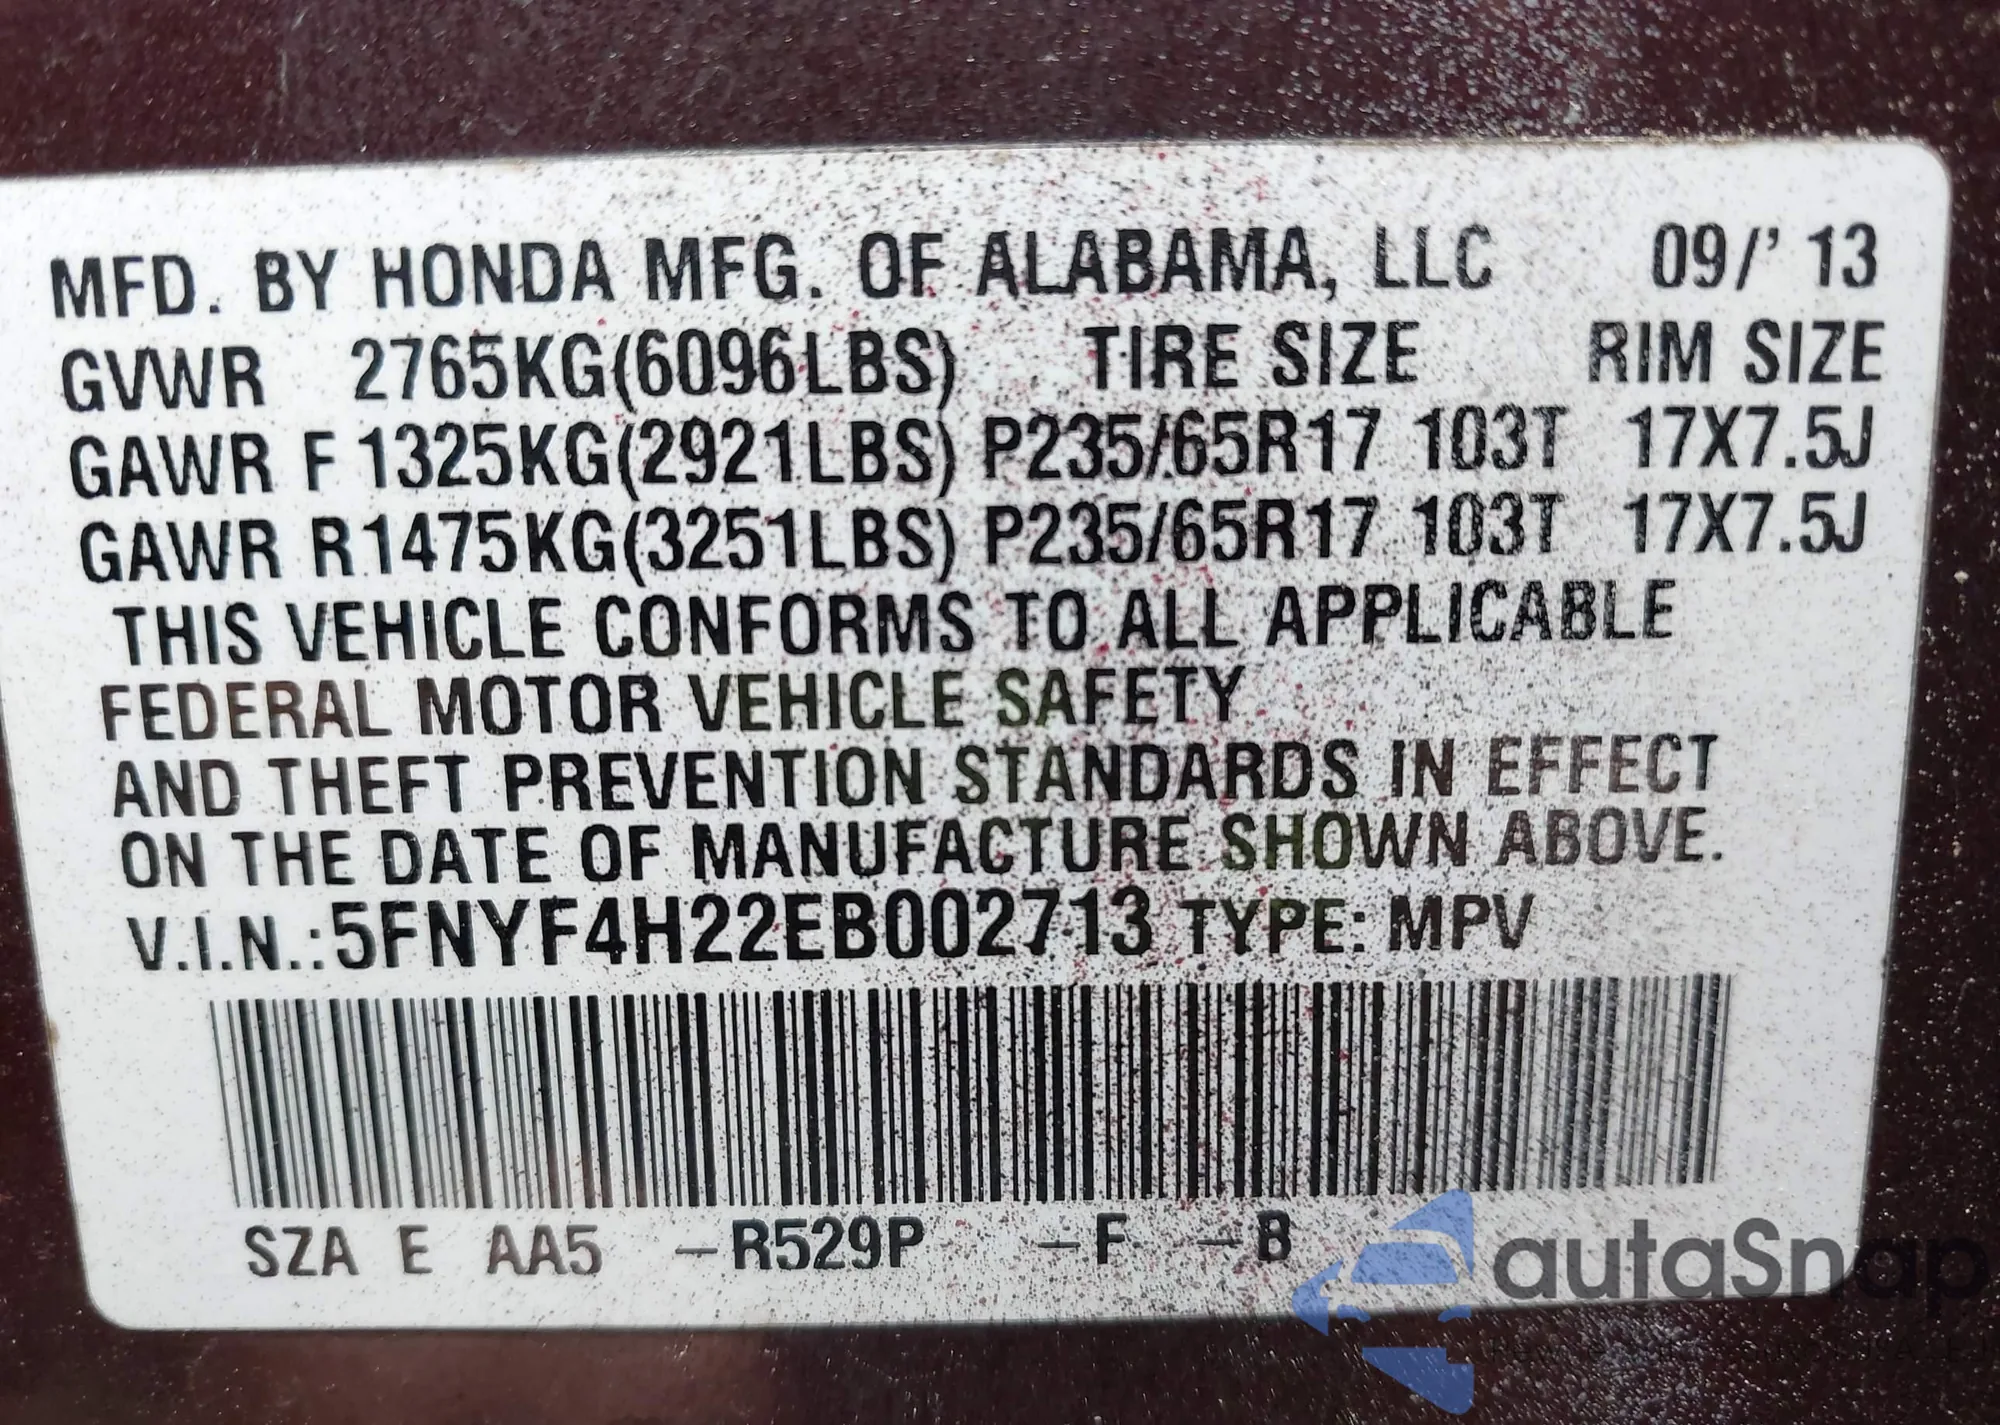 MFD. BY HONDA MFG. OF ALABAMA, LLC 09/' 13
GVWR 2765KG(6096LBS) TIRE SIZE RIM SIZE
GAWR F 1325KG(2921LBS) P235/65R17 103T 17X7.5J
GAWR R1475KG(3251LBS) P235/65R17 103T 17X7.5J
THIS VEHICLE CONFORMS TO ALL APPLICABLE
FEDERAL MOTOR VEHICLE SAFETY
AND THEFT PREVENTION STANDARDS IN EFFECT
ON THE DATE OF MANUFACTURE SHOWN ABOVE.
V.I.N.:5FNYF4H22EB002713 TYPE: MPV
SZA E AA5 -R529P -F -B
autaSnap